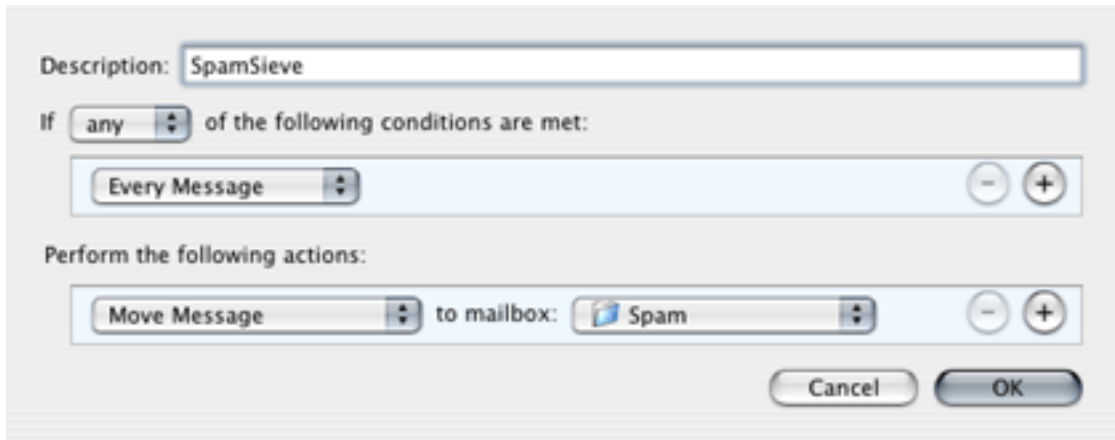 Description: SpamSieve
If any of the following conditions are met:
Every Message
Perform the following actions:
Move Message to mailbox: Spam
Cancel OK